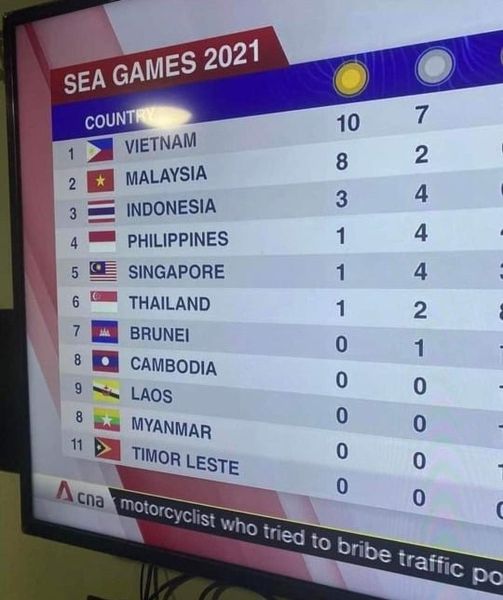 SEA GAMES 2021
COUNTRY
1 VIETNAM 10 7
2 MALAYSIA 8 2
3 INDONESIA 3 4
4 PHILIPPINES 1 4
5 SINGAPORE 1 4
6 THAILAND 1 2
7 BRUNEI 0 1
8 CAMBODIA 0 0
9 LAOS 0 0
8 MYANMAR 0 0
11 TIMOR LESTE 0 0
cna motorcyclist who tried to bribe traffic po